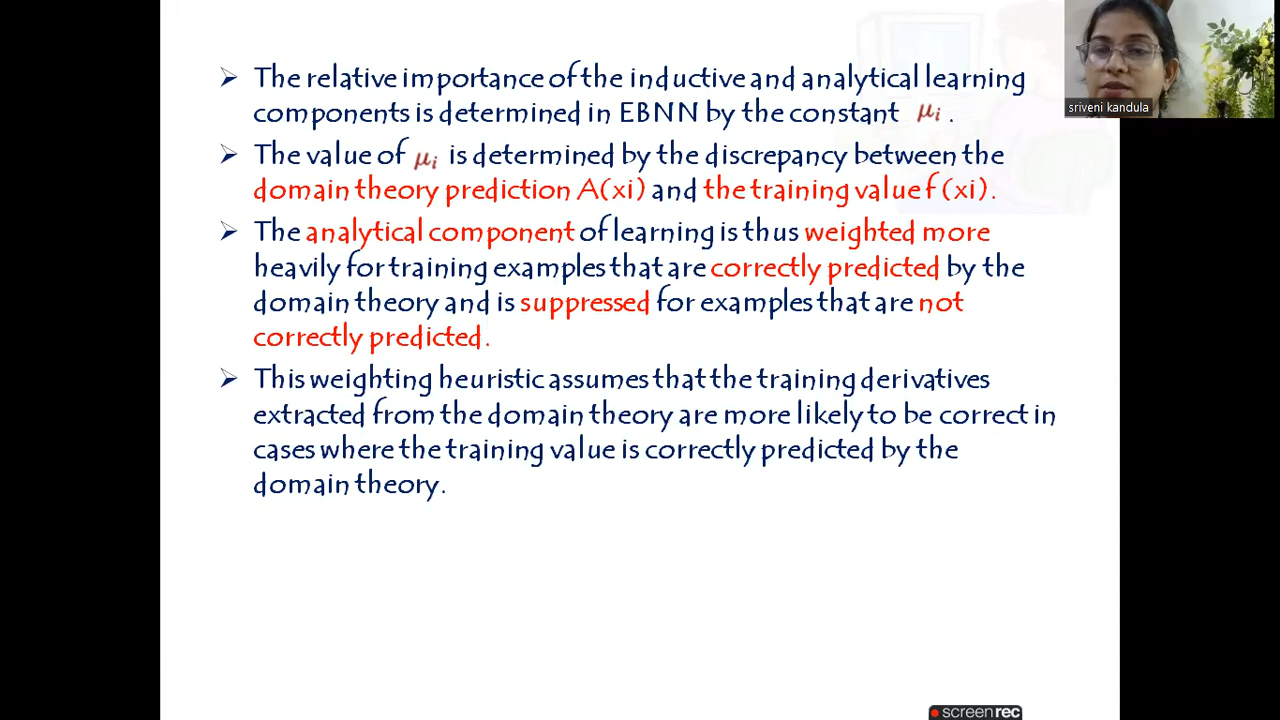 The relative importance of the inductive and analytical learning
components is determined in EBNN by the constant μi .
The value of μi is determined by the discrepancy between the
domain theory prediction A(xi) and the training value f (xi).
The analytical component of learning is thus weighted more
heavily for training examples that are correctly predicted by the
domain theory and is suppressed for examples that are not
correctly predicted.
This weighting heuristic assumes that the training derivatives
extracted from the domain theory are more likely to be correct in
cases where the training value is correctly predicted by the
domain theory.
sriveni kandula
screenrec